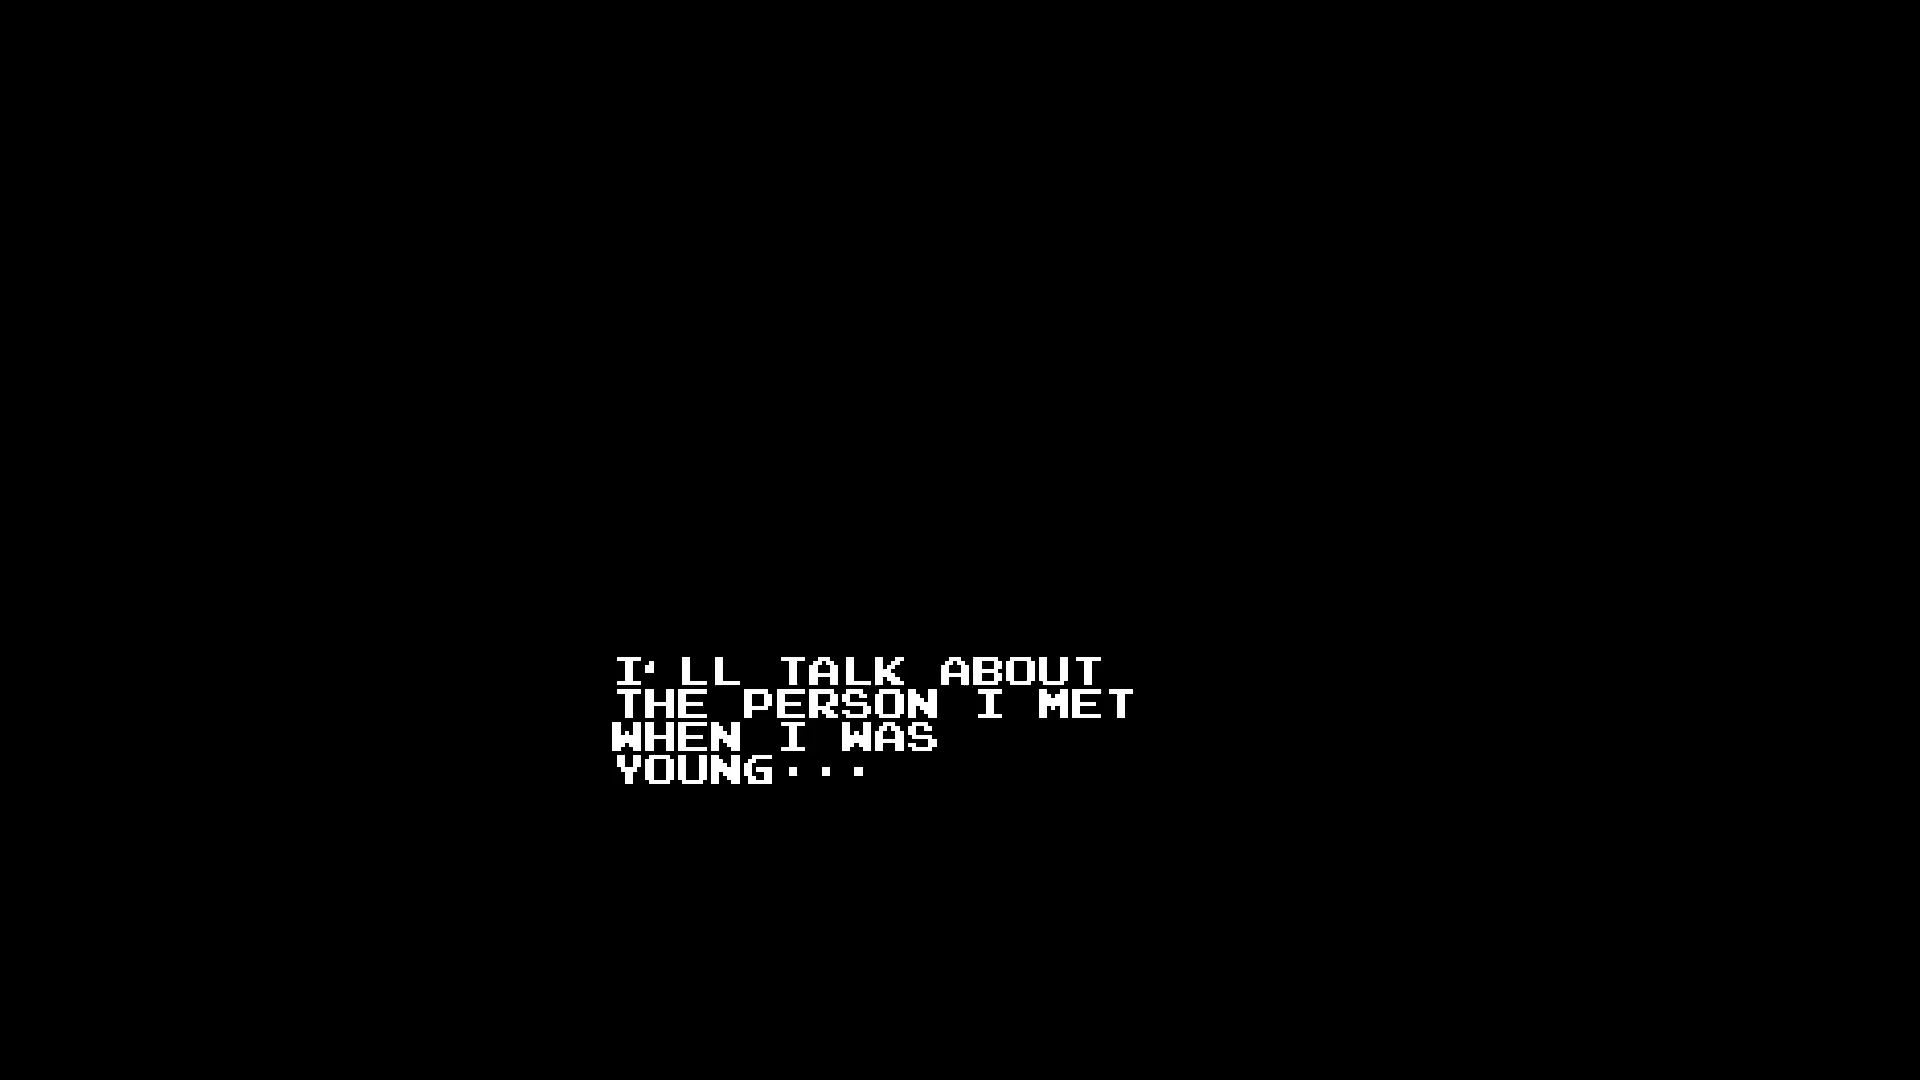 I'LL TALK ABOUT
THE PERSON I MET
WHEN I WAS
YOUNG...